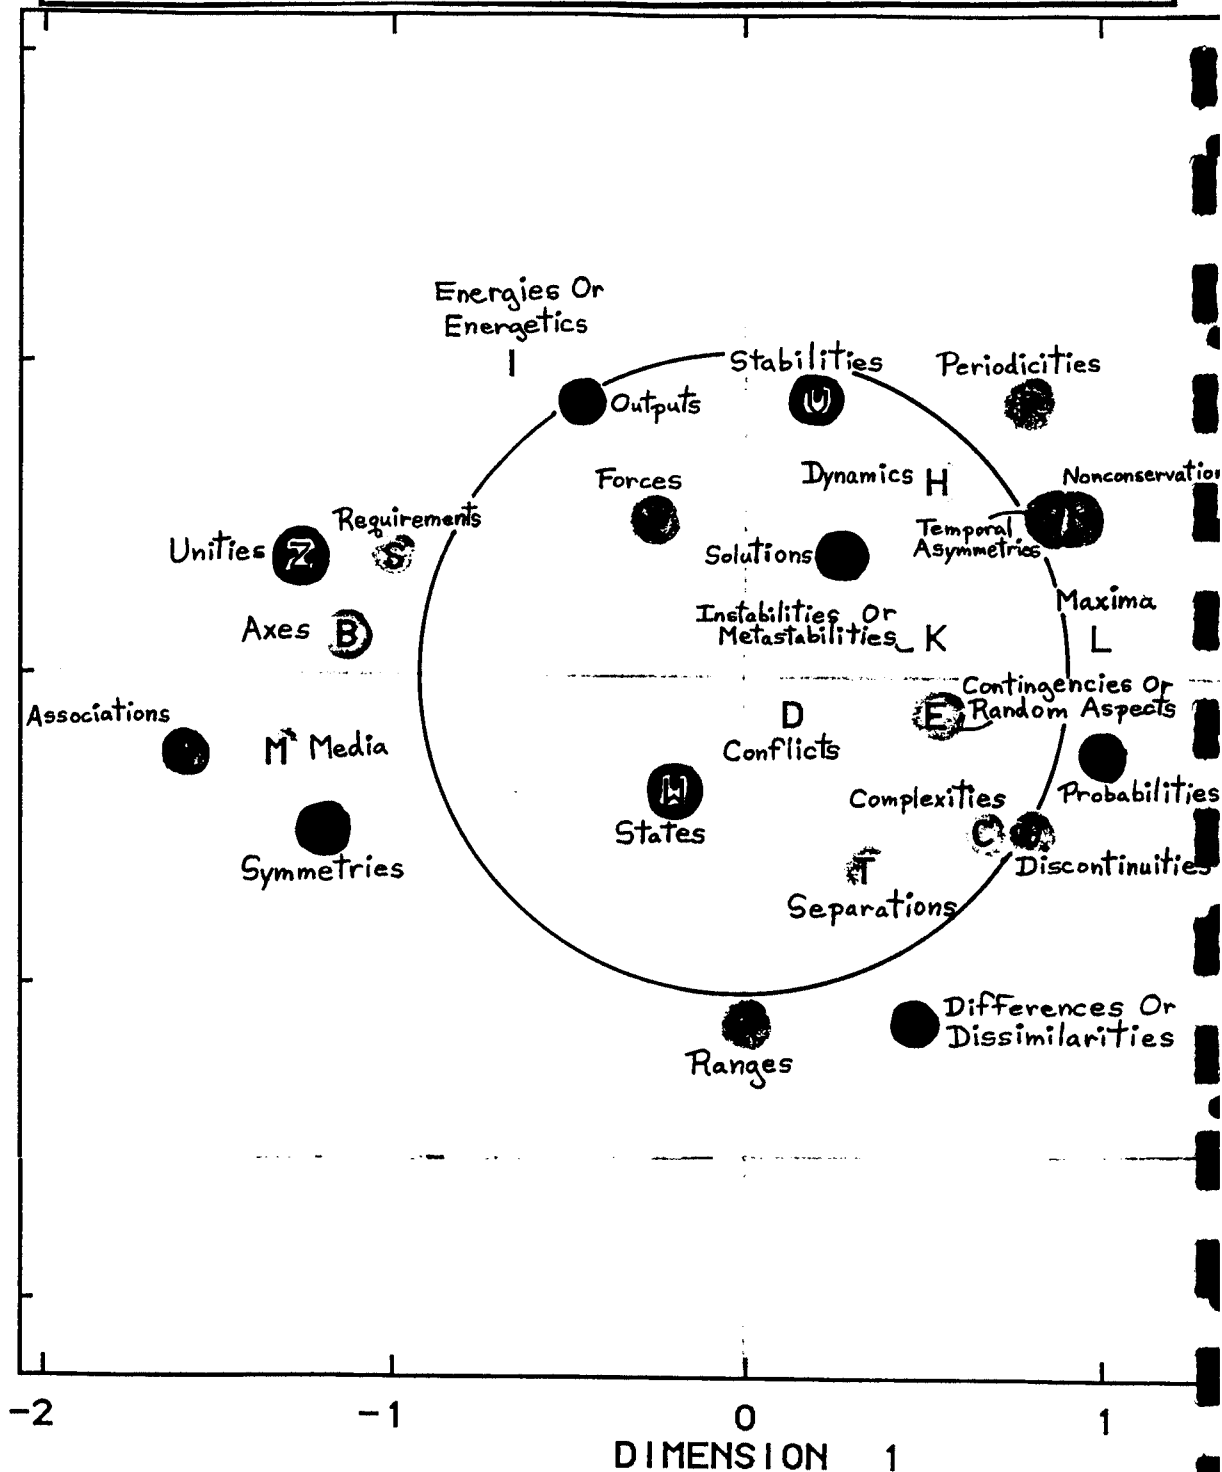 Energies Or
Energetics
I
Stabilities
Periodicities
Outputs
U
Forces
Dynamics H
Nonconservation
Requirements
Temporal
Asymmetries
Unities Z
S
Solutions
Instabilities Or
Metastabilities K
Maxima
L
Axes B
Contingencies Or
Random Aspects
E
Associations
D
Conflicts
M Media
W
States
Complexities
Probabilities
C
Symmetries
T
Discontinuities
Separations
Differences Or
Dissimilarities
Ranges
-2
-1
0
1
DIMENSION 1